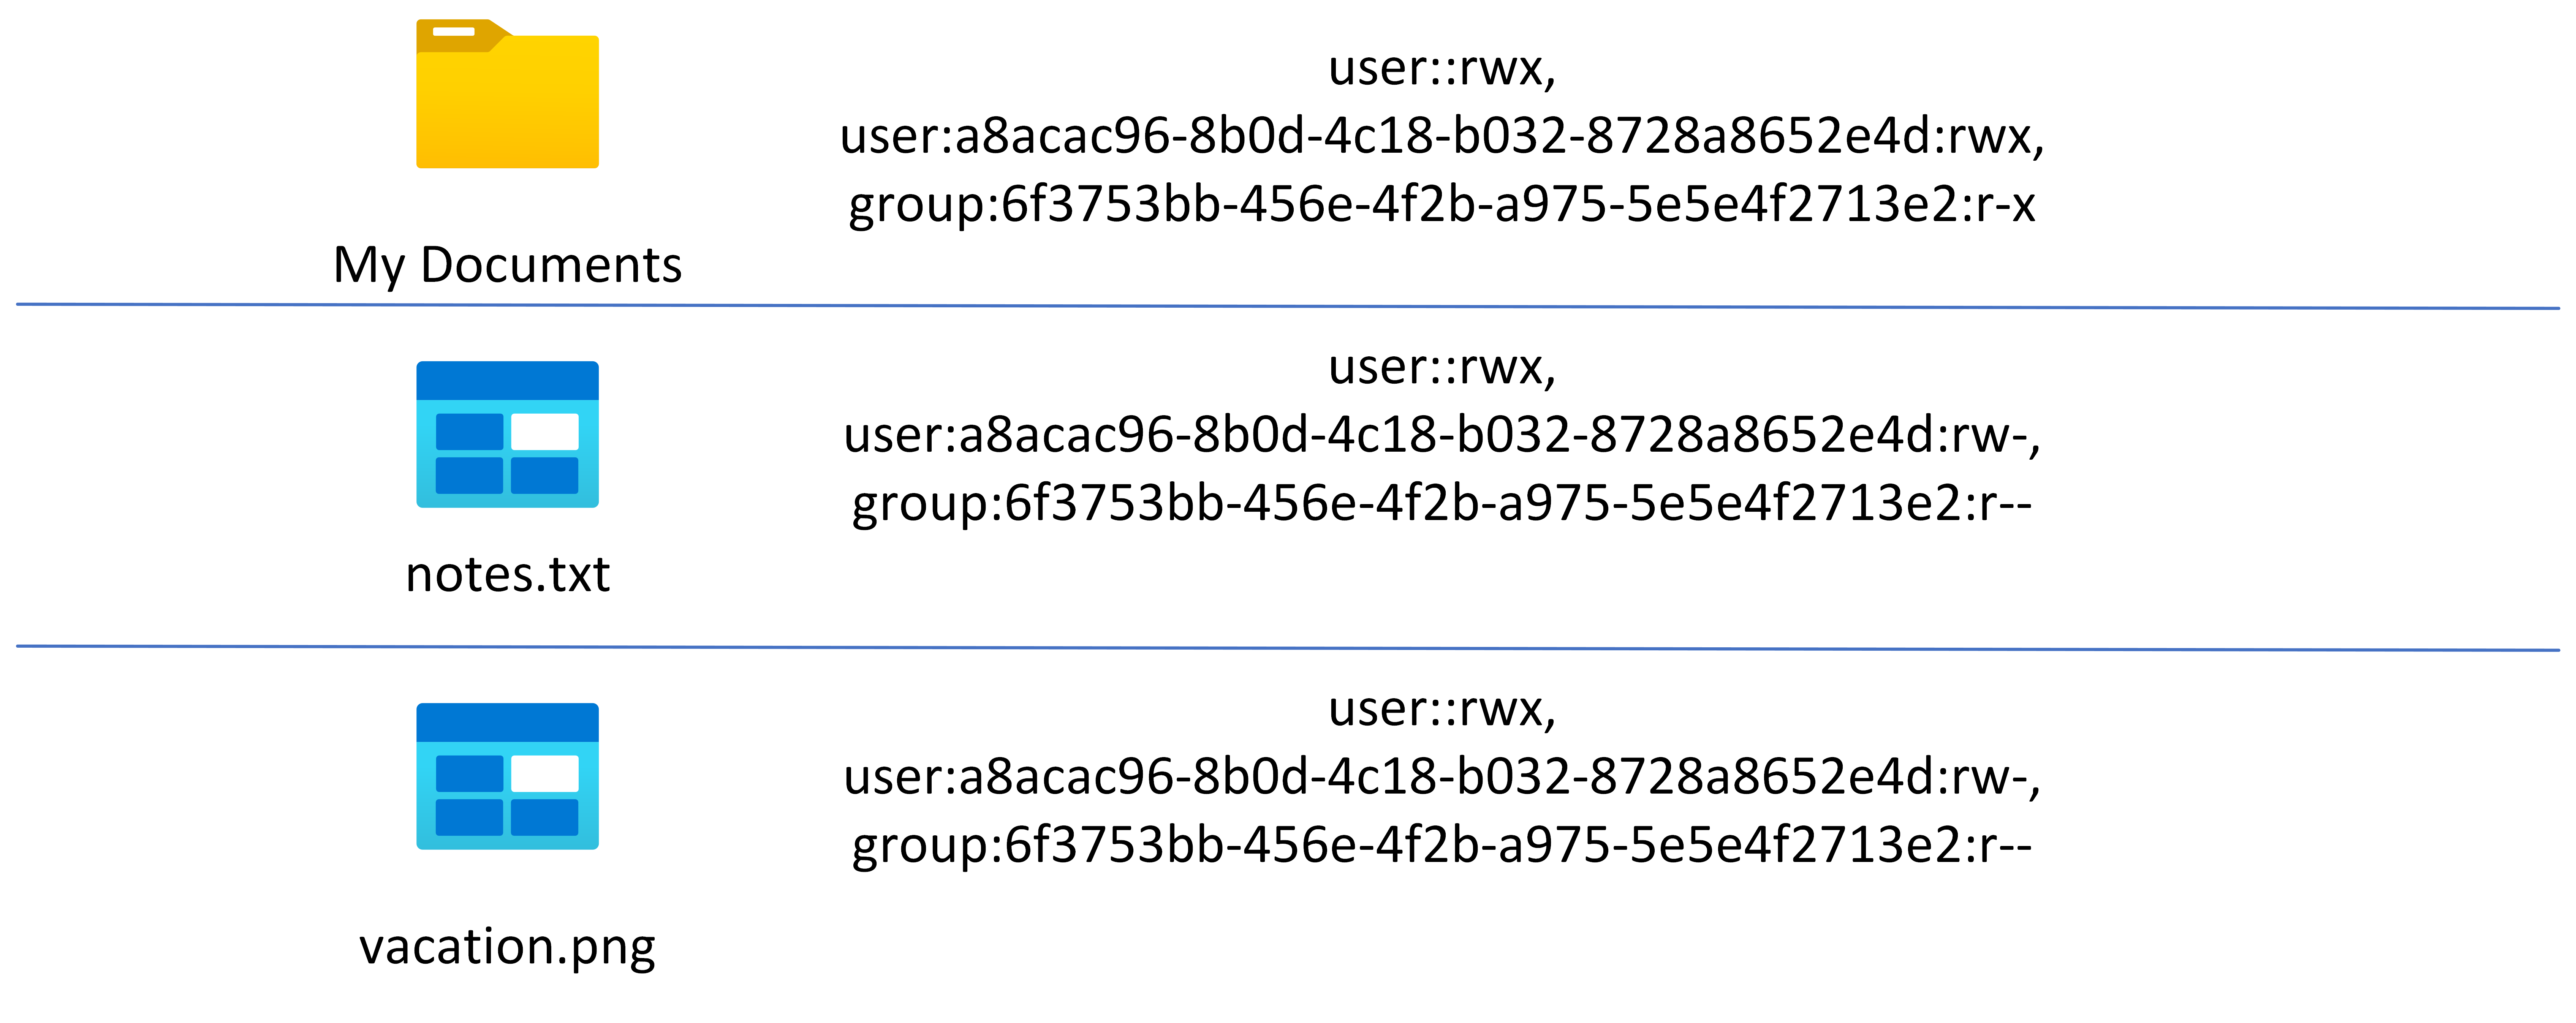 user::rwx,
user:a8acac96-8b0d-4c18-b032-8728a8652e4d:rwx,
group:6f3753bb-456e-4f2b-a975-5e5e4f2713e2:r-x
My Documents
user::rwx,
user:a8acac96-8b0d-4c18-b032-8728a8652e4d:rw-,
group:6f3753bb-456e-4f2b-a975-5e5e4f2713e2:r--
notes.txt
user::rwx,
user:a8acac96-8b0d-4c18-b032-8728a8652e4d:rw-,
group:6f3753bb-456e-4f2b-a975-5e5e4f2713e2:r--
vacation.png